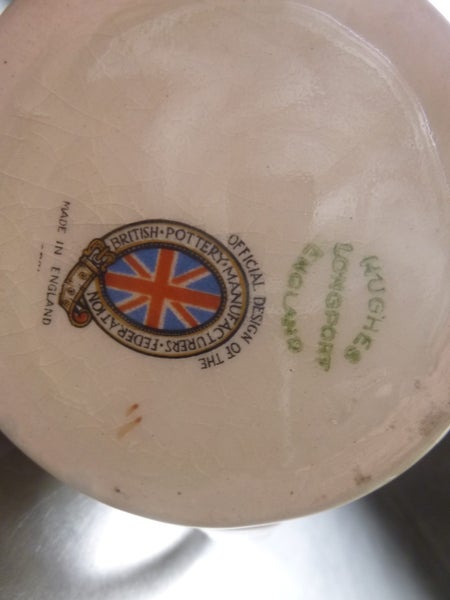 HUGHES
LONGPORT
ENGLAND
OFFICIAL DESIGN OF THE
BRITISH · POTTERY · MANUFACTURERS · FEDERATION
MADE IN ENGLAND